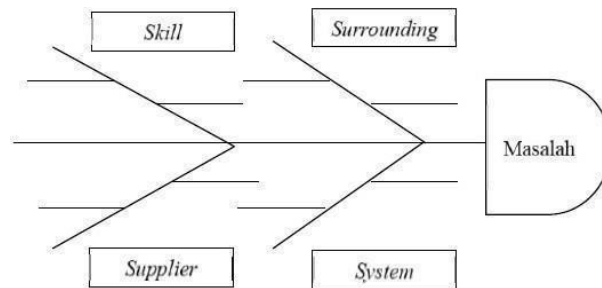 Skill
Surrounding
Masalah
Supplier
System